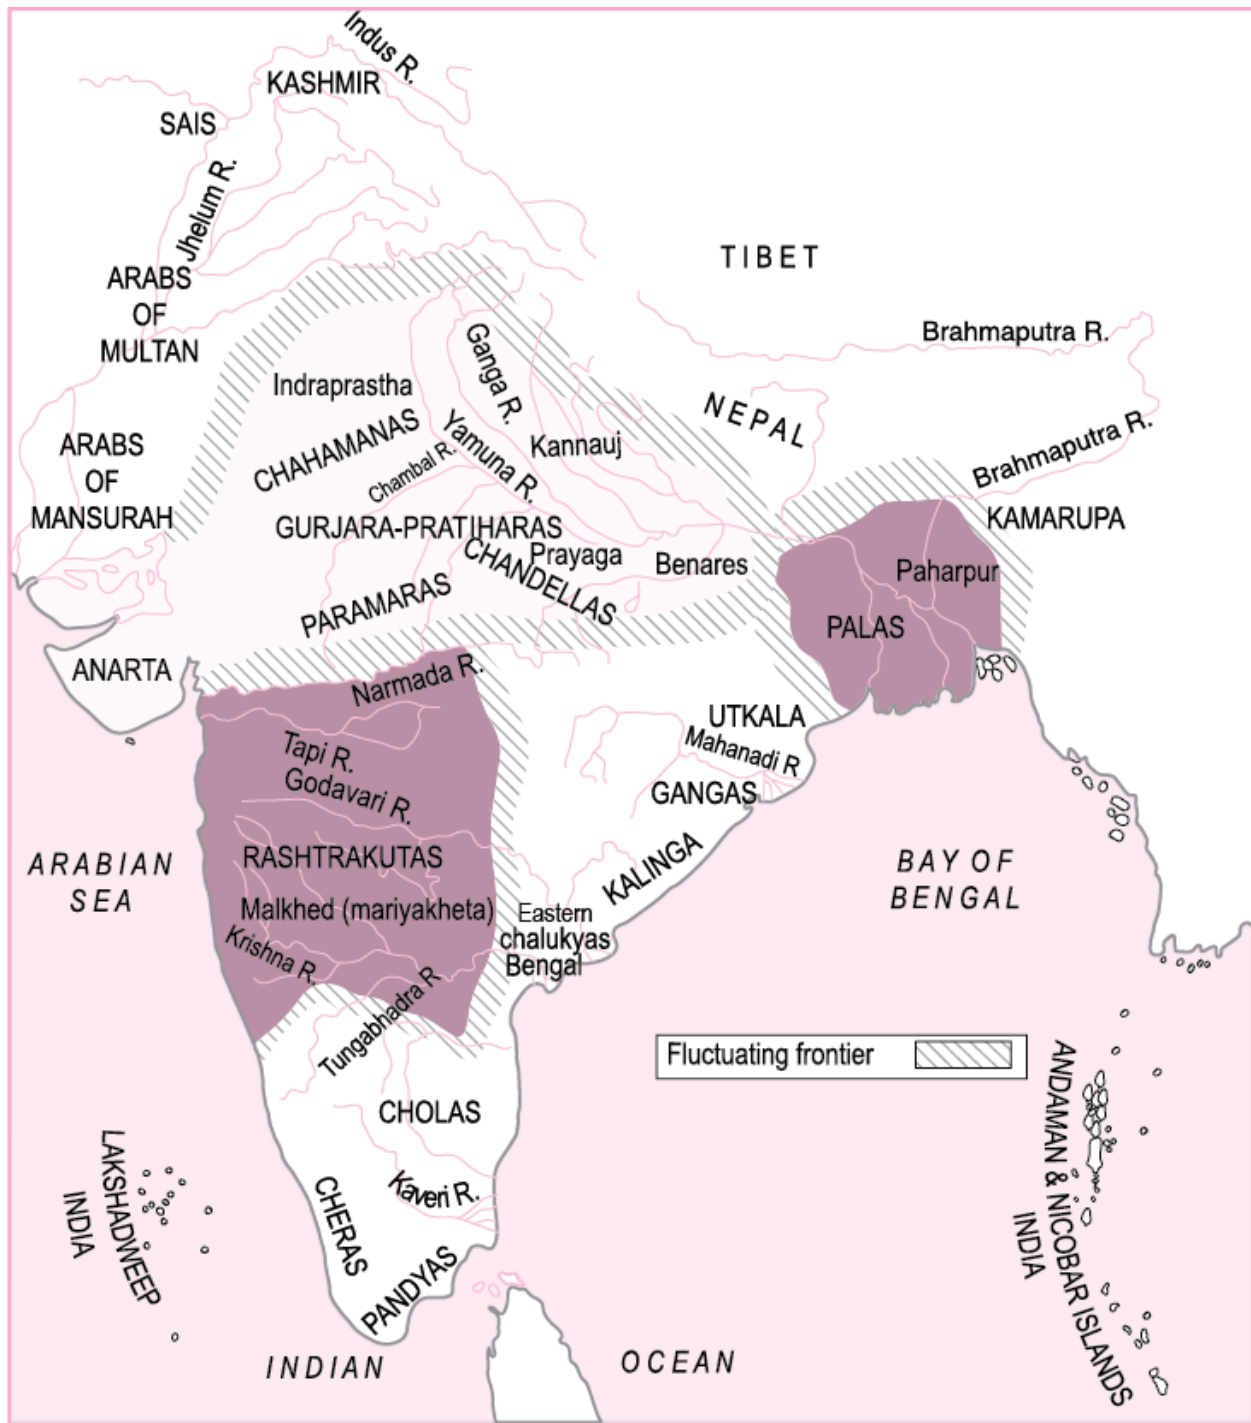 Indus R.
KASHMIR
SAIS
Jhelum R.
TIBET
ARABS
OF
MULTAN
Brahmaputra R.
Ganga R.
Indraprastha
NEPAL
CHAHAMANAS
Yamuna R.
Kannauj
Chambal R.
Brahmaputra R.
ARABS
OF
MANSURAH
KAMARUPA
GURJARA-PRATIHARAS
Prayaga
Benares
CHANDELLAS
Paharpur
PARAMARAS
PALAS
ANARTA
Narmada R.
UTKALA
Mahanadi R
Tapi R.
Godavari R.
GANGAS
RASHTRAKUTAS
KALINGA
ARABIAN
SEA
BAY OF
BENGAL
Malkhed (mariyakheta)
Eastern
chalukyas
Bengal
Krishna R.
Tungabhadra R
Fluctuating frontier
CHOLAS
Kaveri R.
CHERAS
PANDYAS
LAKSHADWEEP
INDIA
ANDAMAN & NICOBAR ISLANDS
INDIA
INDIAN
OCEAN